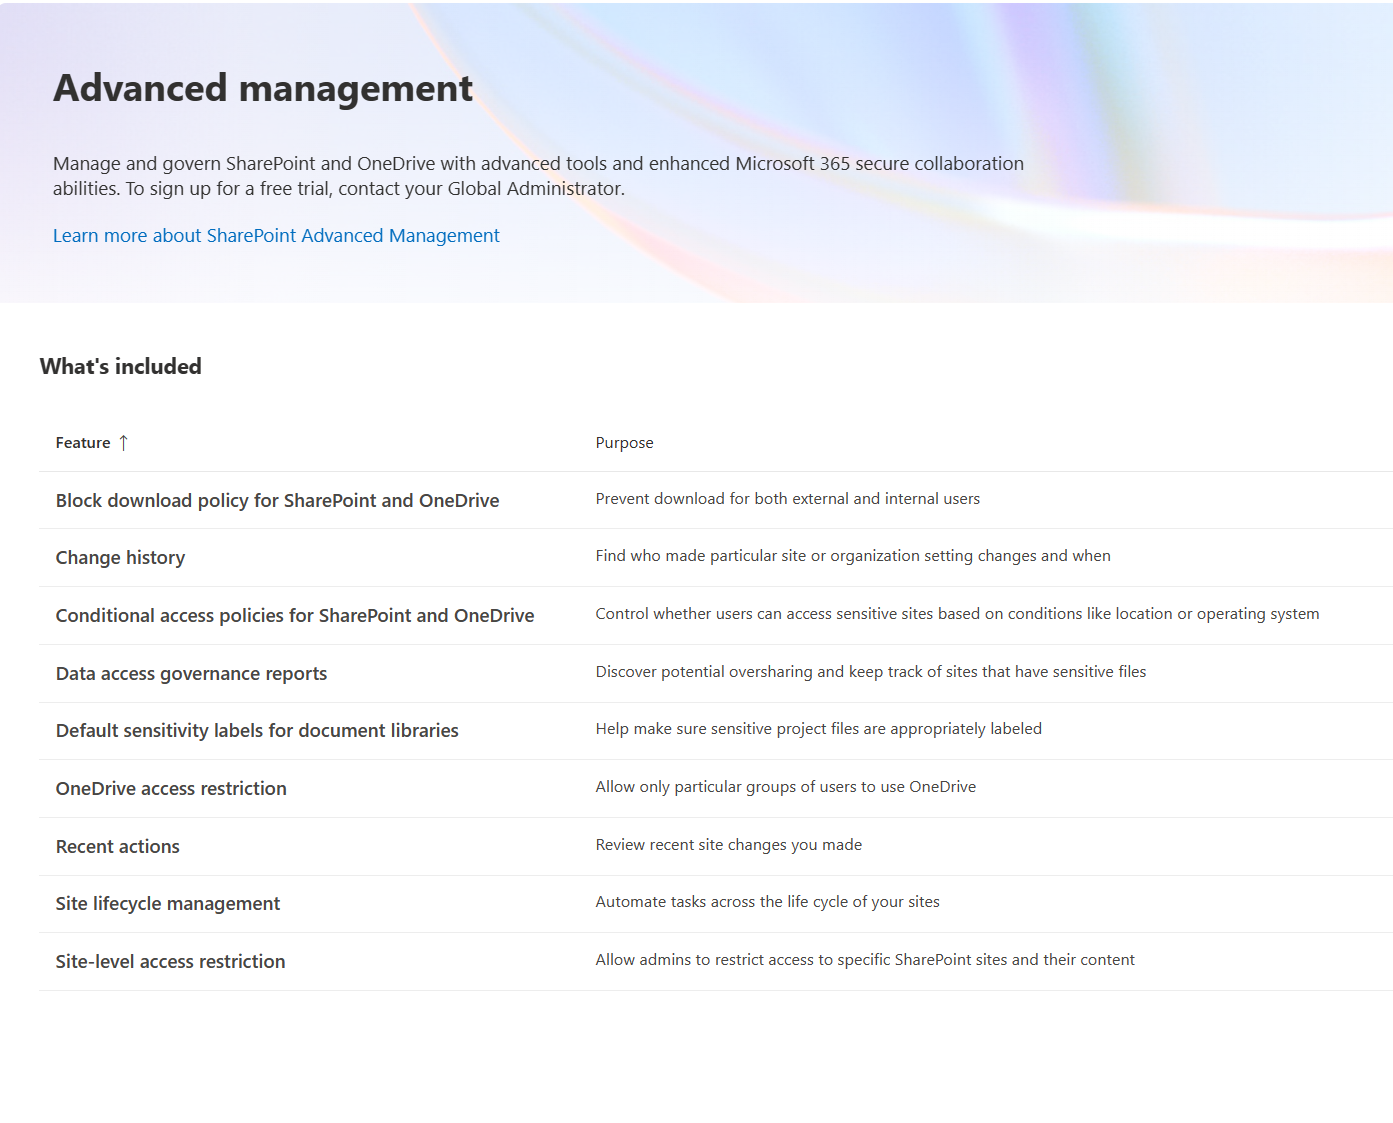 Advanced management
Manage and govern SharePoint and OneDrive with advanced tools and enhanced Microsoft 365 secure collaboration
abilities. To sign up for a free trial, contact your Global Administrator.
Learn more about SharePoint Advanced Management
What's included
Feature ↑ Purpose
Block download policy for SharePoint and OneDrive Prevent download for both external and internal users
Change history Find who made particular site or organization setting changes and when
Conditional access policies for SharePoint and OneDrive Control whether users can access sensitive sites based on conditions like location or operating system
Data access governance reports Discover potential oversharing and keep track of sites that have sensitive files
Default sensitivity labels for document libraries Help make sure sensitive project files are appropriately labeled
OneDrive access restriction Allow only particular groups of users to use OneDrive
Recent actions Review recent site changes you made
Site lifecycle management Automate tasks across the life cycle of your sites
Site-level access restriction Allow admins to restrict access to specific SharePoint sites and their content